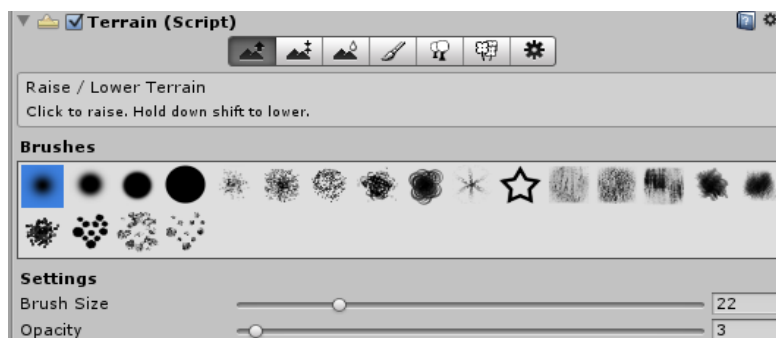 Terrain (Script)
Raise / Lower Terrain
Click to raise. Hold down shift to lower.
Brushes
Settings
Brush Size 22
Opacity 3